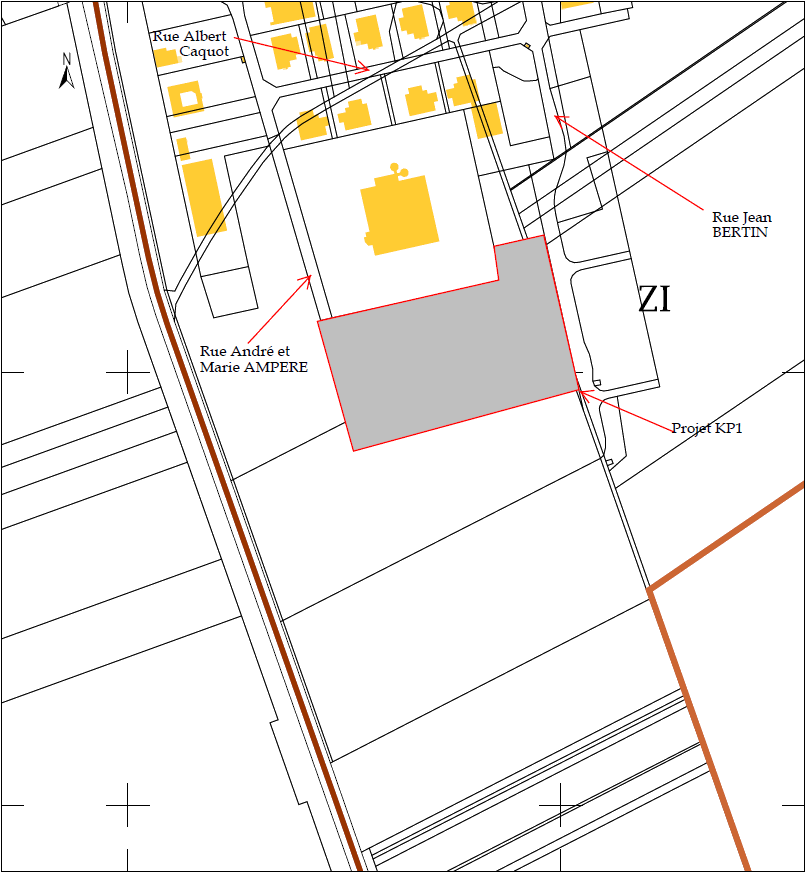 Rue Albert
Caquot
N
Rue Jean
BERTIN
ZI
Rue André et
Marie AMPERE
Projet KP1